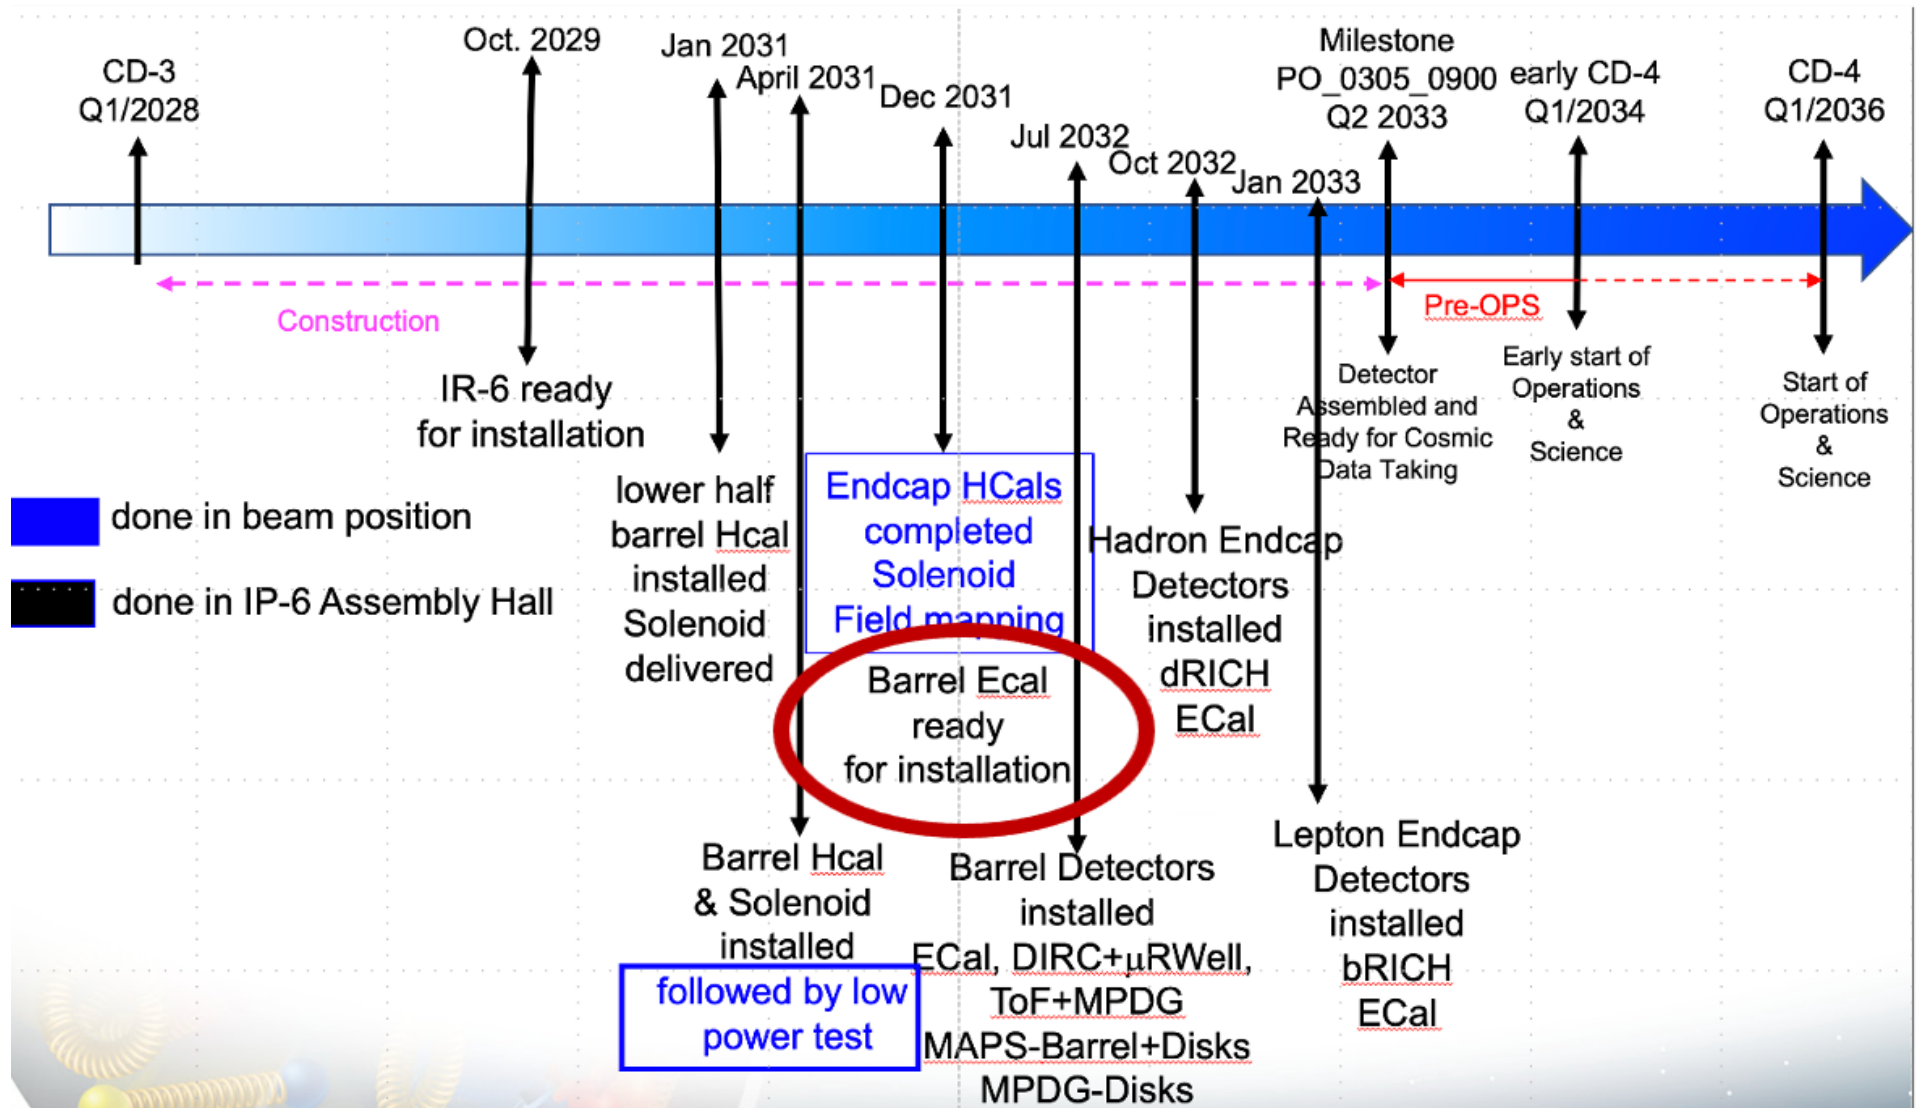 CD-3
Q1/2028
Oct. 2029
Jan 2031
April 2031
Dec 2031
Jul 2032
Oct 2032
Jan 2033
Milestone
PO_0305_0900
Q2 2033
early CD-4
Q1/2034
CD-4
Q1/2036
Construction
Pre-OPS
IR-6 ready
for installation
lower half
barrel Hcal
installed
Solenoid
delivered
Endcap HCals
completed
Solenoid
Field mapping
Barrel Ecal
ready
for installation
Hadron Endcap
Detectors
installed
dRICH
ECal
Detector
Assembled and
Ready for Cosmic
Data Taking
Early start of
Operations
&
Science
Start of
Operations
&
Science
done in beam position
done in IP-6 Assembly Hall
Barrel Hcal
& Solenoid
installed
followed by low
power test
Barrel Detectors
installed
ECal, DIRC+μRWell,
ToF+MPDG
MAPS-Barrel+Disks
MPDG-Disks
Lepton Endcap
Detectors
installed
bRICH
ECal